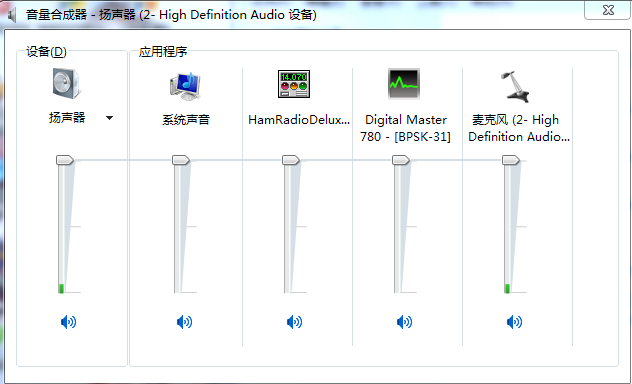 音量合成器 - 扬声器 (2- High Definition Audio 设备)
设备(D)
应用程序
扬声器
系统声音
HamRadioDelux...
Digital Master
780 - [BPSK-31]
麦克风 (2- High
Definition Audio...
14.070